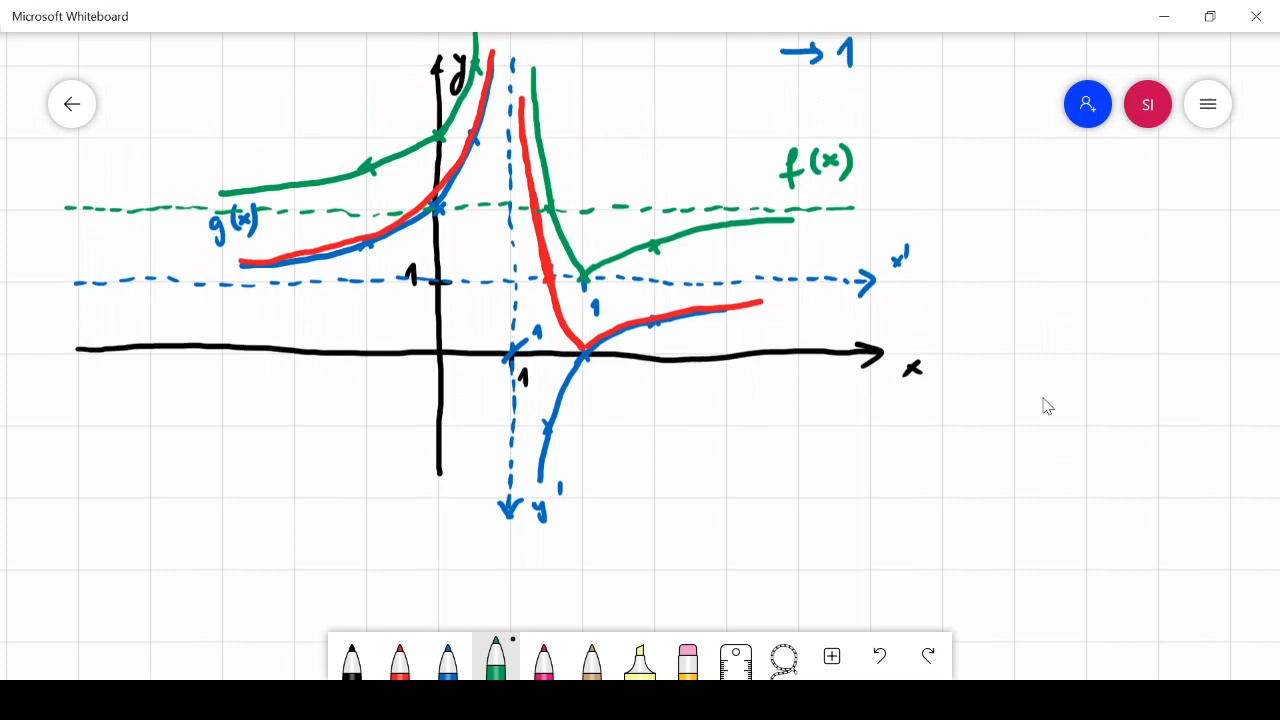 Microsoft Whiteboard
→ 1
y
SI
f(x)
g(x)
x'
1
1
1
1
x
y'